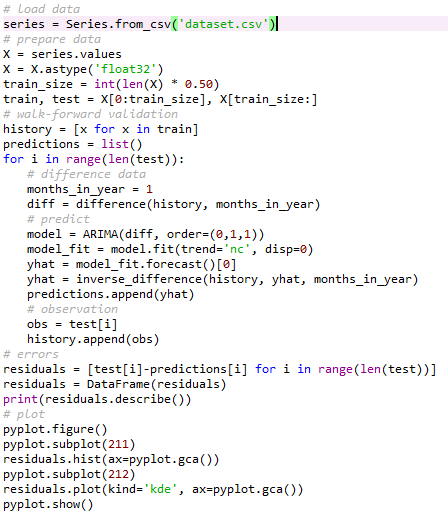 # load data
series = Series.from_csv('dataset.csv')
# prepare data
X = series.values
X = X.astype('float32')
train_size = int(len(X) * 0.50)
train, test = X[0:train_size], X[train_size:]
# walk-forward validation
history = [x for x in train]
predictions = list()
for i in range(len(test)):
    # difference data
    months_in_year = 1
    diff = difference(history, months_in_year)
    # predict
    model = ARIMA(diff, order=(0,1,1))
    model_fit = model.fit(trend='nc', disp=0)
    yhat = model_fit.forecast()[0]
    yhat = inverse_difference(history, yhat, months_in_year)
    predictions.append(yhat)
    # observation
    obs = test[i]
    history.append(obs)
# errors
residuals = [test[i]-predictions[i] for i in range(len(test))]
residuals = DataFrame(residuals)
print(residuals.describe())
# plot
pyplot.figure()
pyplot.subplot(211)
residuals.hist(ax=pyplot.gca())
pyplot.subplot(212)
residuals.plot(kind='kde', ax=pyplot.gca())
pyplot.show()